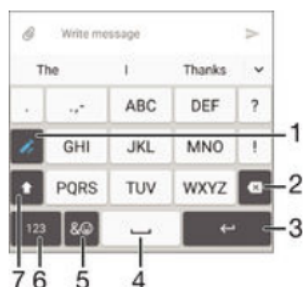 Write message
The I Thanks
. .,- ABC DEF ?
GHI JKL MNO ! 1
PQRS TUV WXYZ 2
123 &☺ 3
7 6 5 4